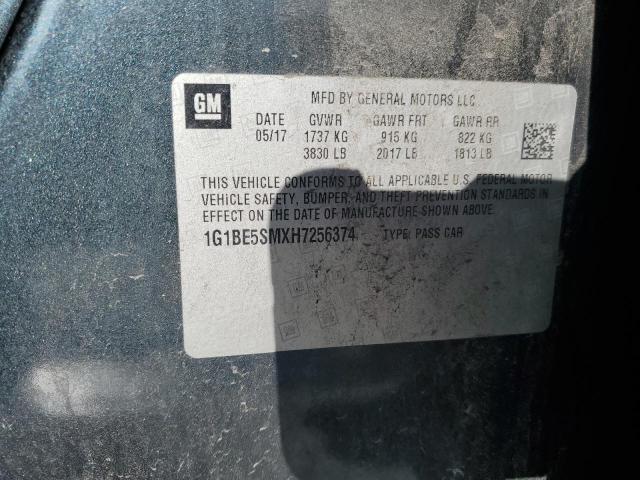 GM
MFD BY GENERAL MOTORS LLC
DATE GVWR GAWR FRT GAWR RR
05/17 1737 KG 915 KG 822 KG
3830 LB 2017 LB 1813 LB
THIS VEHICLE CONFORMS TO ALL APPLICABLE U.S. FEDERAL MOTOR
VEHICLE SAFETY, BUMPER, AND THEFT PREVENTION STANDARDS IN
EFFECT ON THE DATE OF MANUFACTURE SHOWN ABOVE.
1G1BE5SMXH7256374 TYPE: PASS CAR